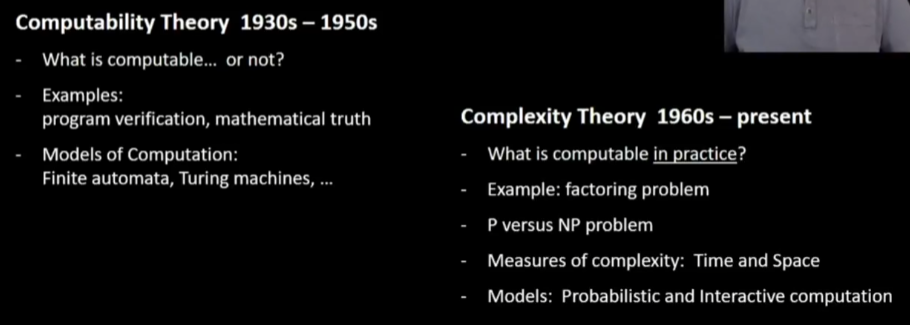 Computability Theory 1930s – 1950s
- What is computable... or not?
- Examples:
program verification, mathematical truth
- Models of Computation:
Finite automata, Turing machines, ...
Complexity Theory 1960s – present
- What is computable in practice?
- Example: factoring problem
- P versus NP problem
- Measures of complexity: Time and Space
- Models: Probabilistic and Interactive computation